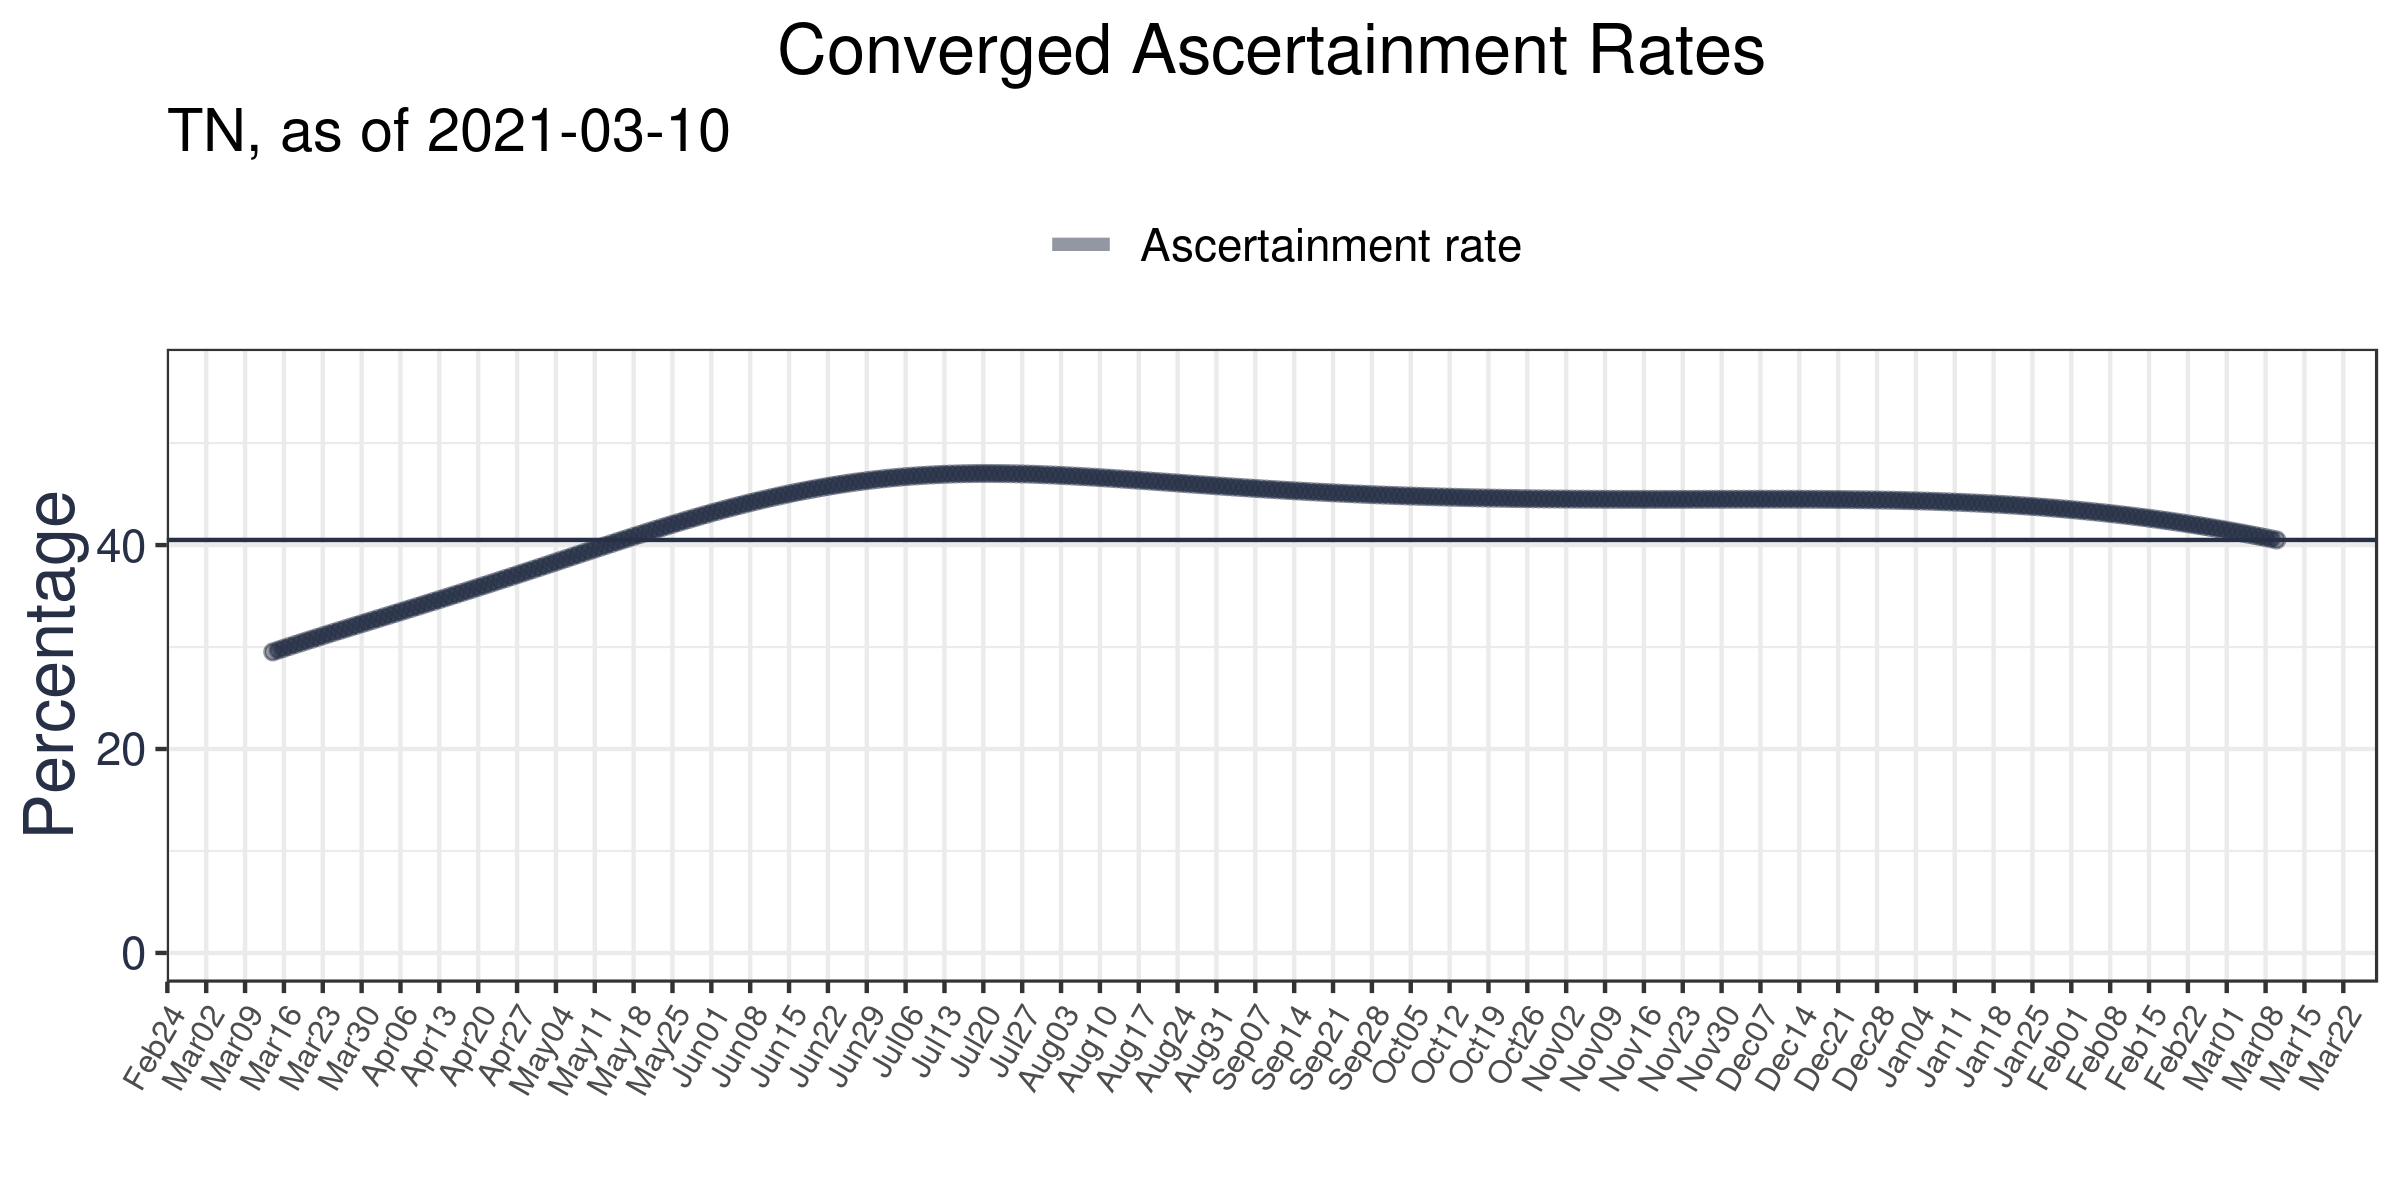 Converged Ascertainment Rates
TN, as of 2021-03-10
Ascertainment rate
Percentage
40
20
0
Feb24
Mar02
Mar09
Mar16
Mar23
Mar30
Apr06
Apr13
Apr20
Apr27
May04
May11
May18
May25
Jun01
Jun08
Jun15
Jun22
Jun29
Jul06
Jul13
Jul20
Jul27
Aug03
Aug10
Aug17
Aug24
Aug31
Sep07
Sep14
Sep21
Sep28
Oct05
Oct12
Oct19
Oct26
Nov02
Nov09
Nov16
Nov23
Nov30
Dec07
Dec14
Dec21
Dec28
Jan04
Jan11
Jan18
Jan25
Feb01
Feb08
Feb15
Feb22
Mar01
Mar08
Mar15
Mar22